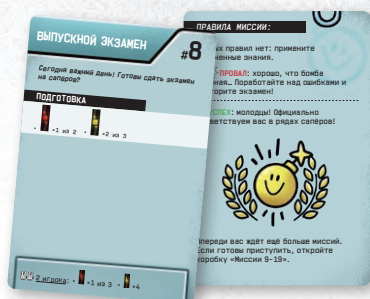 ВЫПУСКНОЙ ЭКЗАМЕН
#8
Сегодня важный день! Готовы сдать экзамен
на сапёров?
ПОДГОТОВКА
×1 из 2
×2 из 3
2 игрока: ×1 из 3 ×4
ПРАВИЛА МИССИИ:
правил нет: примените
знания.
ПРОВАЛ: хорошо, что бомба
Поработайте над ошибками и
экзамен!
молодцы! Официально
вас в рядах сапёров!
Впереди вас ждёт ещё больше миссий.
Если готовы приступить, откройте
коробку «Миссии 9-19».